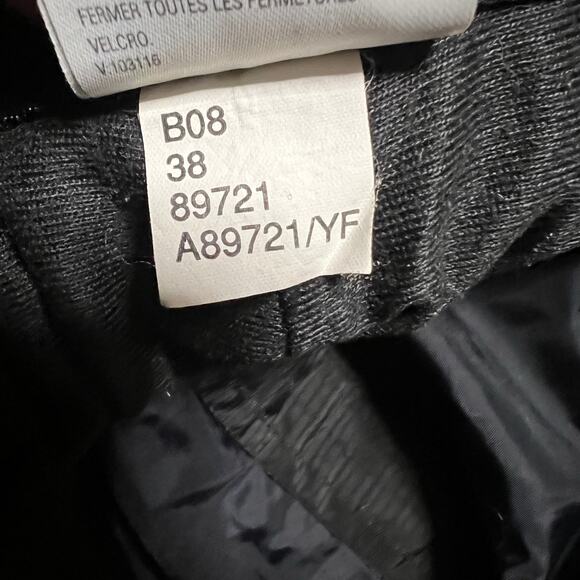 FERMER TOUTES LES FERMETURES
VELCRO.
V.103116
B08
38
89721
A89721/YF